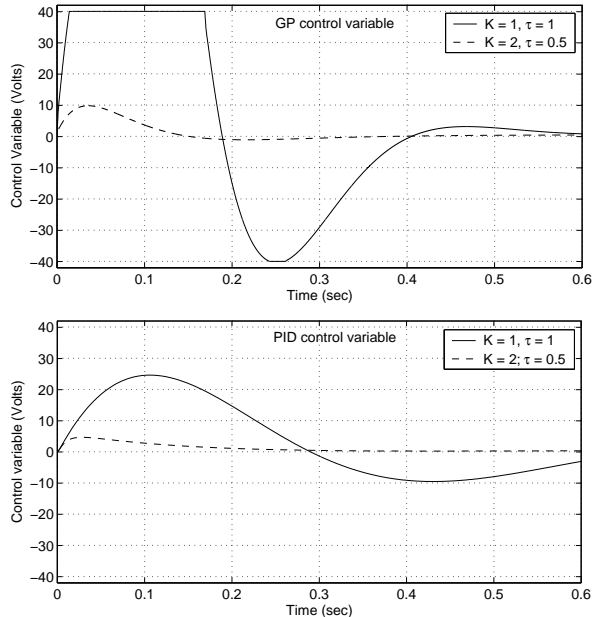 GP control variable
K = 1, τ = 1
K = 2, τ = 0.5
Control Variable (Volts)
40
30
20
10
0
−10
−20
−30
−40
0 0.1 0.2 0.3 0.4 0.5 0.6
Time (sec)
PID control variable
K = 1, τ = 1
K = 2; τ = 0.5
Control variable (Volts)
40
30
20
10
0
−10
−20
−30
−40
0 0.1 0.2 0.3 0.4 0.5 0.6
Time (sec)